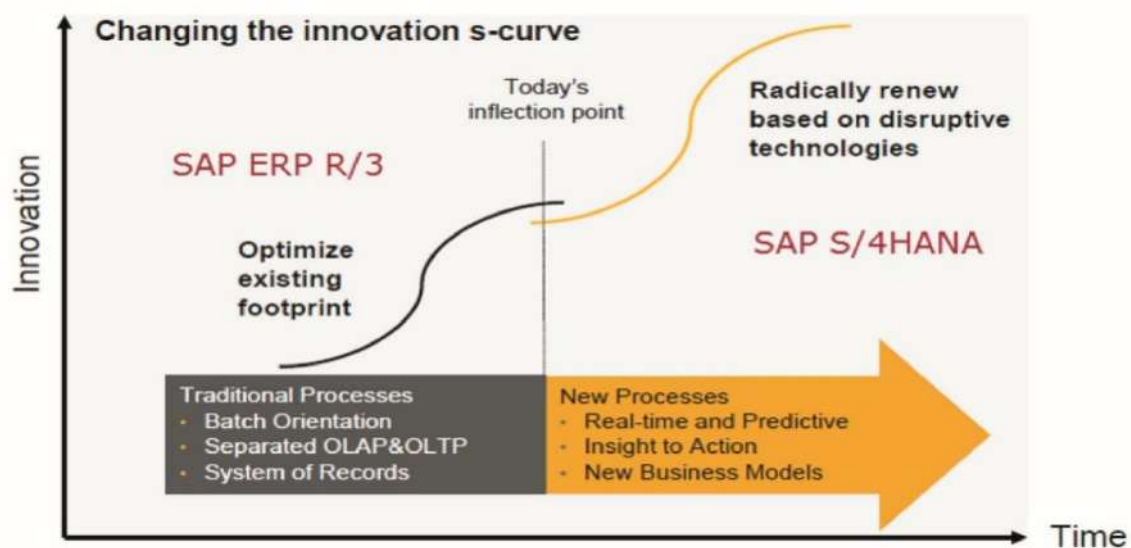 Changing the innovation s-curve
Today's
inflection point
Radically renew
based on disruptive
technologies
SAP ERP R/3
SAP S/4HANA
Optimize
existing
footprint
Innovation
Traditional Processes
• Batch Orientation
• Separated OLAP&OLTP
• System of Records
New Processes
• Real-time and Predictive
• Insight to Action
• New Business Models
Time